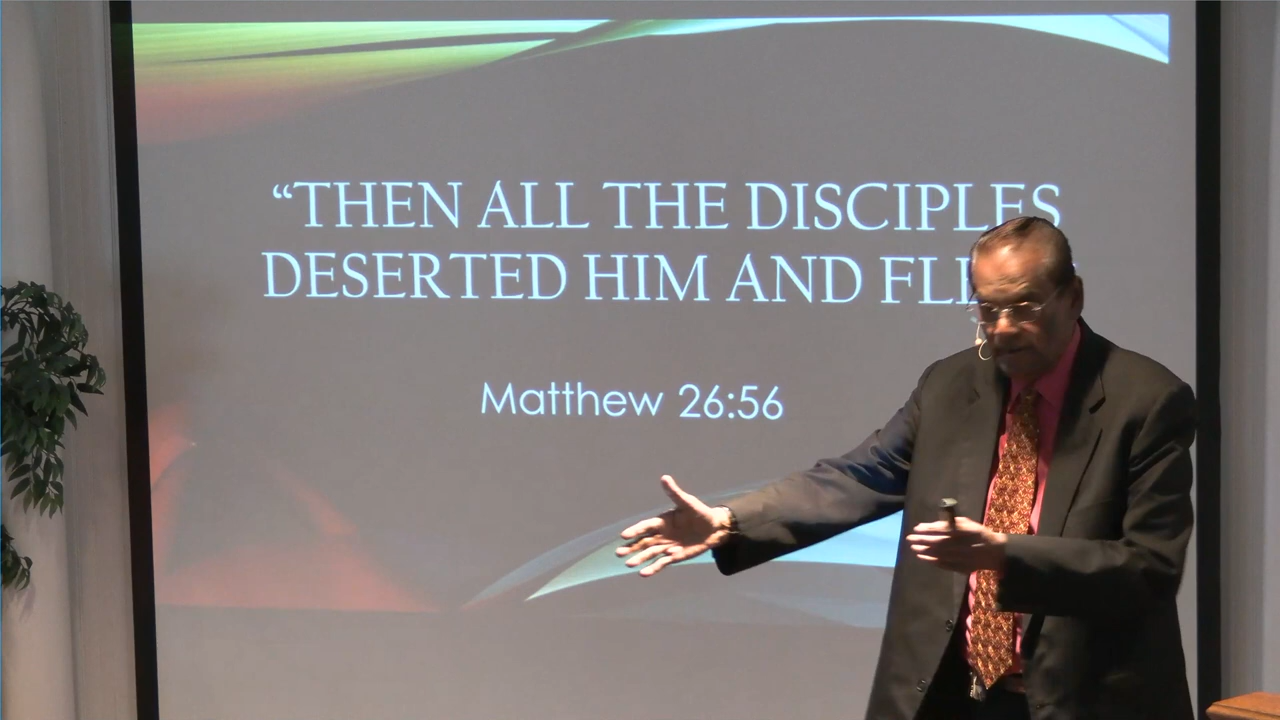 “THEN ALL THE DISCIPLES
DESERTED HIM AND
Matthew 26:56